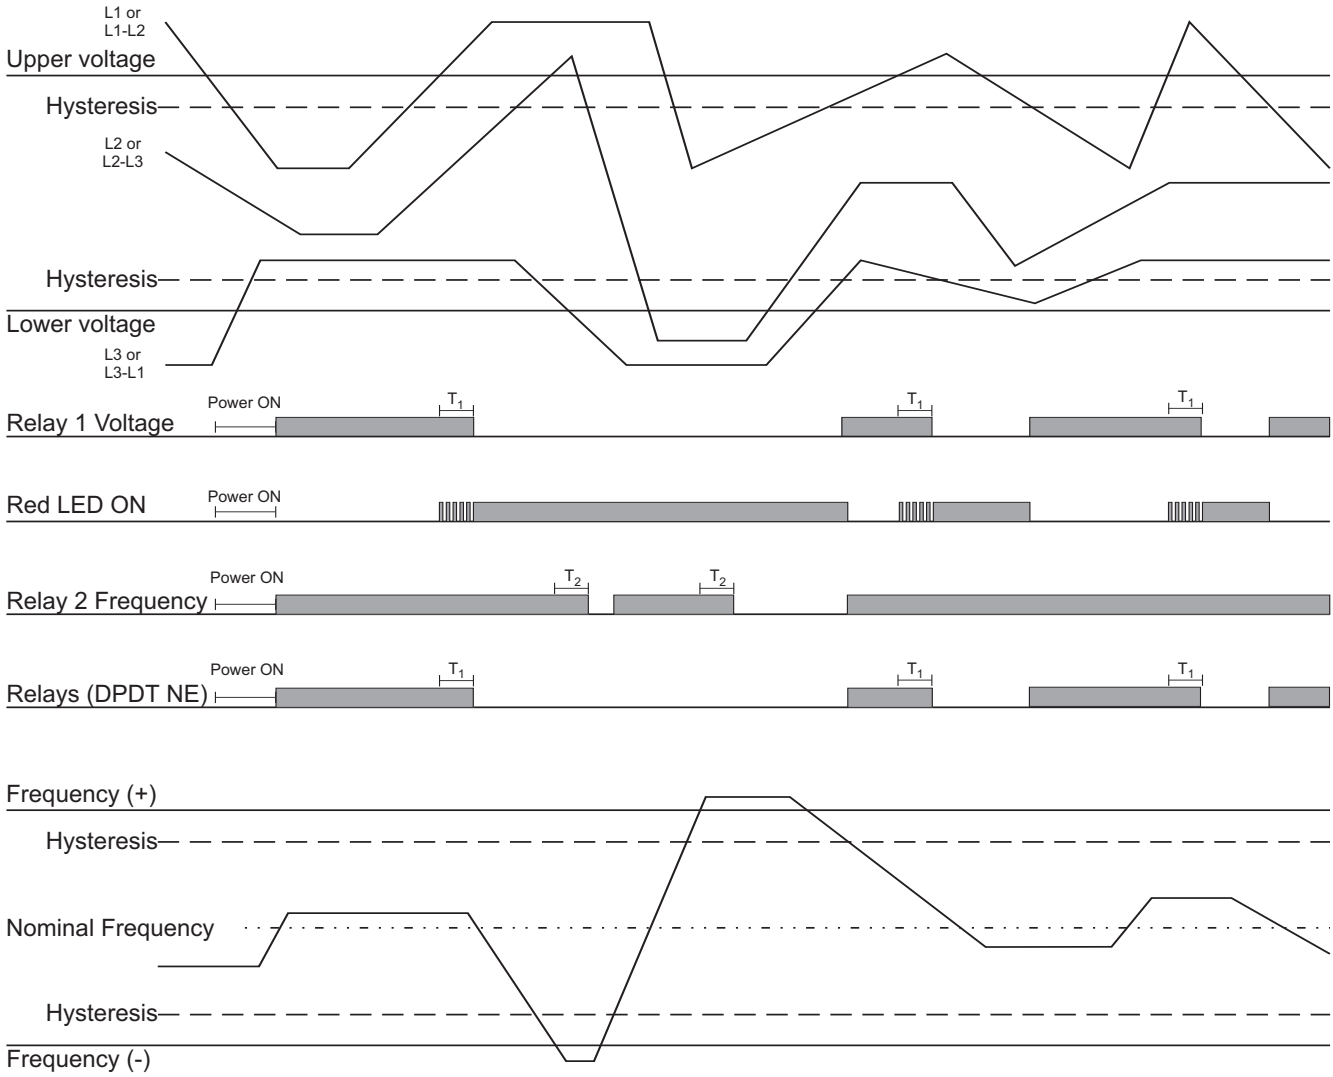 L1 or
L1-L2
Upper voltage
Hysteresis
L2 or
L2-L3
Hysteresis
Lower voltage
L3 or
L3-L1
Power ON
T1
T1
T1
Relay 1 Voltage
Power ON
Red LED ON
Power ON
T2
T2
Relay 2 Frequency
Power ON
T1
T1
T1
Relays (DPDT NE)
Frequency (+)
Hysteresis
Nominal Frequency
Hysteresis
Frequency (-)